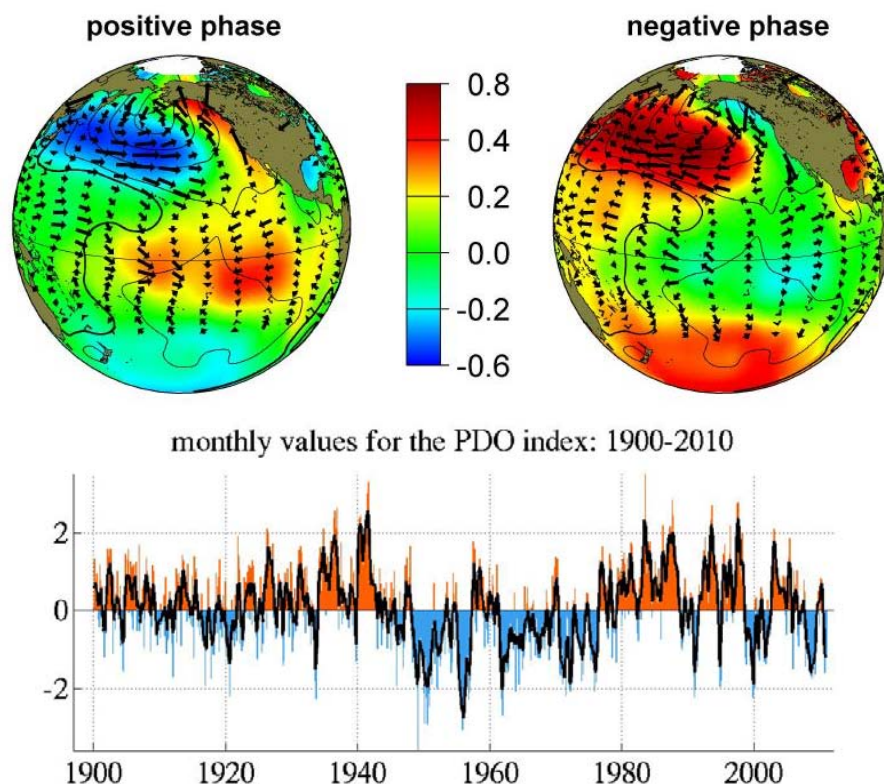 positive phase
negative phase
0.8
0.4
0.2
0.0
-0.2
-0.6
monthly values for the PDO index: 1900-2010
2
0
-2
1900 1920 1940 1960 1980 2000